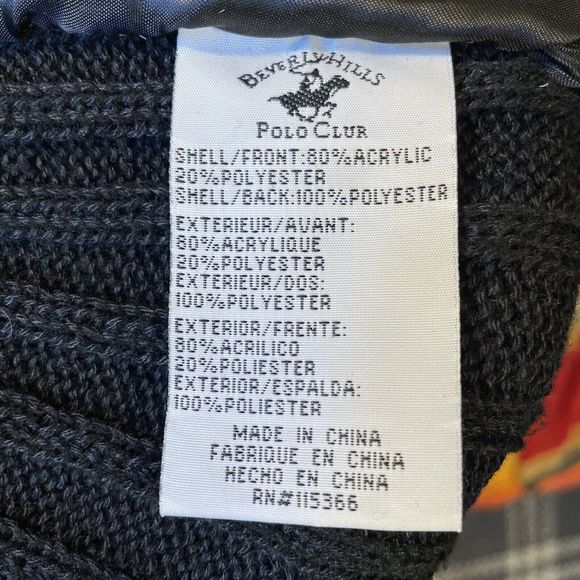 BEVERLY HILLS
POLO CLUB
SHELL/FRONT:80%ACRYLIC
20%POLYESTER
SHELL/BACK:100%POLYESTER
EXTERIEUR/AVANT:
80%ACRYLIQUE
20%POLYESTER
EXTERIEUR/DOS:
100%POLYESTER
EXTERIOR/FRENTE:
80%ACRILICO
20%POLIESTER
EXTERIOR/ESPALDA:
100%POLIESTER
MADE IN CHINA
FABRIQUE EN CHINA
HECHO EN CHINA
RN#115366